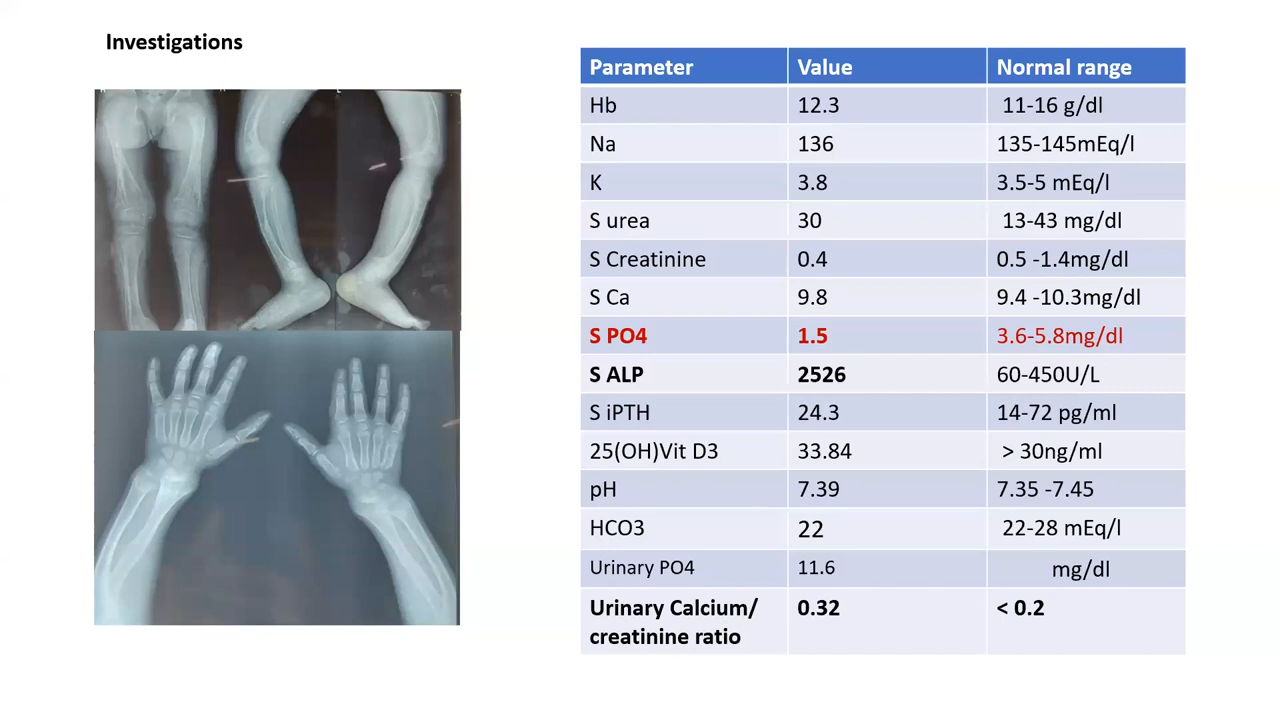 Investigations
Parameter Value Normal range
Hb 12.3 11-16 g/dl
Na 136 135-145mEq/l
K 3.8 3.5-5 mEq/l
S urea 30 13-43 mg/dl
S Creatinine 0.4 0.5 -1.4mg/dl
S Ca 9.8 9.4 -10.3mg/dl
S PO4 1.5 3.6-5.8mg/dl
S ALP 2526 60-450U/L
S iPTH 24.3 14-72 pg/ml
25(OH)Vit D3 33.84 > 30ng/ml
pH 7.39 7.35 -7.45
HCO3 22 22-28 mEq/l
Urinary PO4 11.6 mg/dl
Urinary Calcium/ 0.32 < 0.2
creatinine ratio